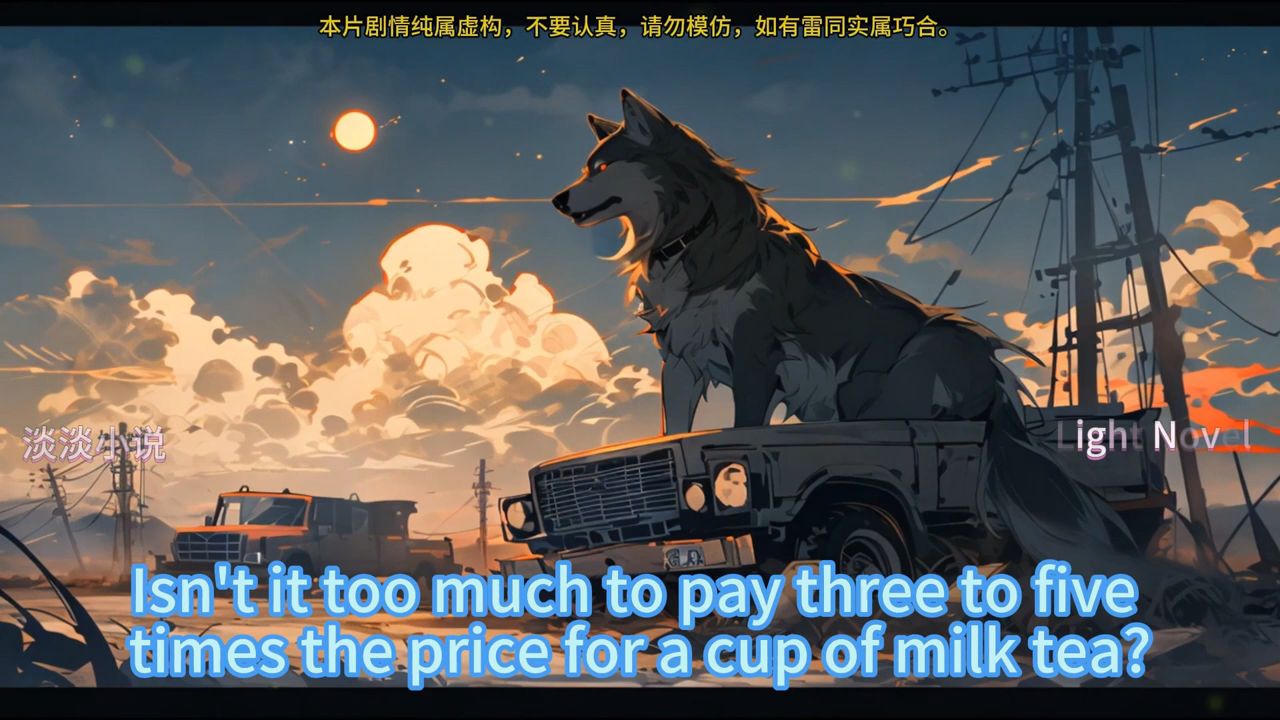 本片剧情纯属虚构，不要认真，请勿模仿，如有雷同实属巧合。
淡淡小说
Light Novel
Isn't it too much to pay three to five
times the price for a cup of milk tea?